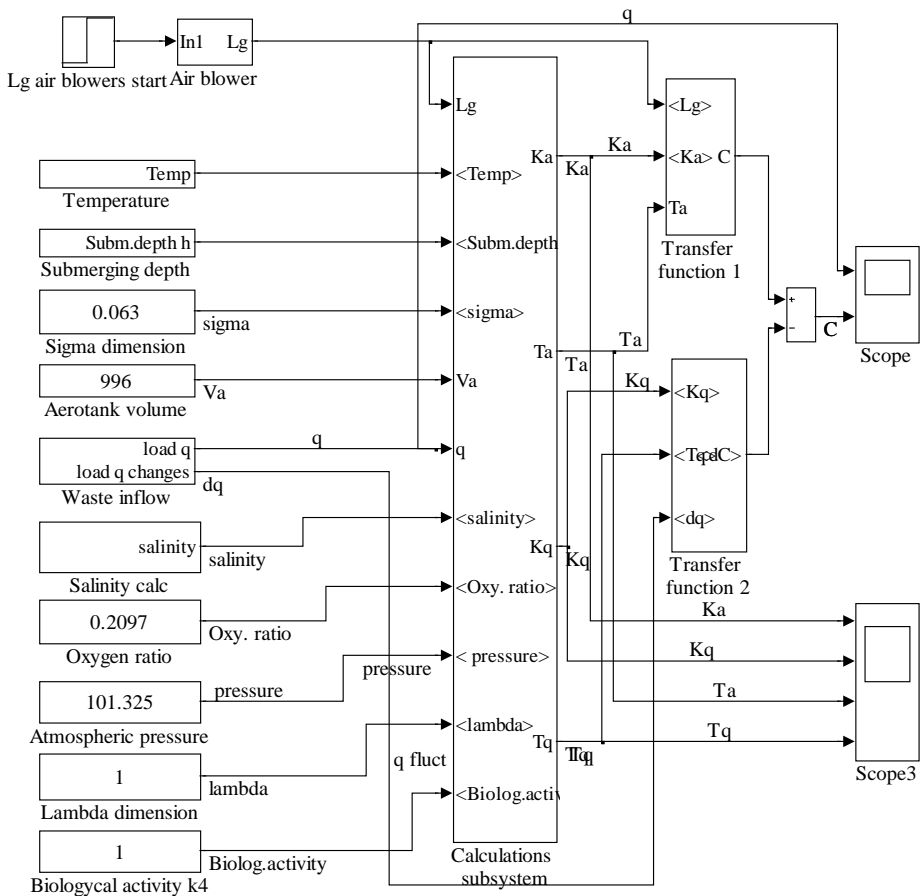 q
In1 Lg
Lg
Lg air blowers start
Air blower
Lg
<Lg>
Ka
Ka
Ka
<Ka> C
Temp
<Temp>
Temperature
Ta
Subm.depth h
<Subm.depth
Submerging depth
Transfer
function 1
0.063
sigma
<sigma>
Sigma dimension
+
−
C
Scope
Ta
Ta
Ta
996
Va
Va
Aerotank volume
Kq
<Kq>
load q
load q changes
q
dq
q
Waste inflow
<dq>
salinity
salinity
<salinity>
Salinity calc
Kq
Kq
Transfer
function 2
0.2097
Oxy. ratio
<Oxy. ratio>
Oxygen ratio
Ka
Kq
Ta
Tq
Scope3
101.325
pressure
pressure
< pressure>
Atmospheric pressure
<lambda>
Tq
q fluct
1
lambda
Lambda dimension
<Biolog.activ
1
Biolog.activity
Biologycal activity k4
Calculations
subsystem